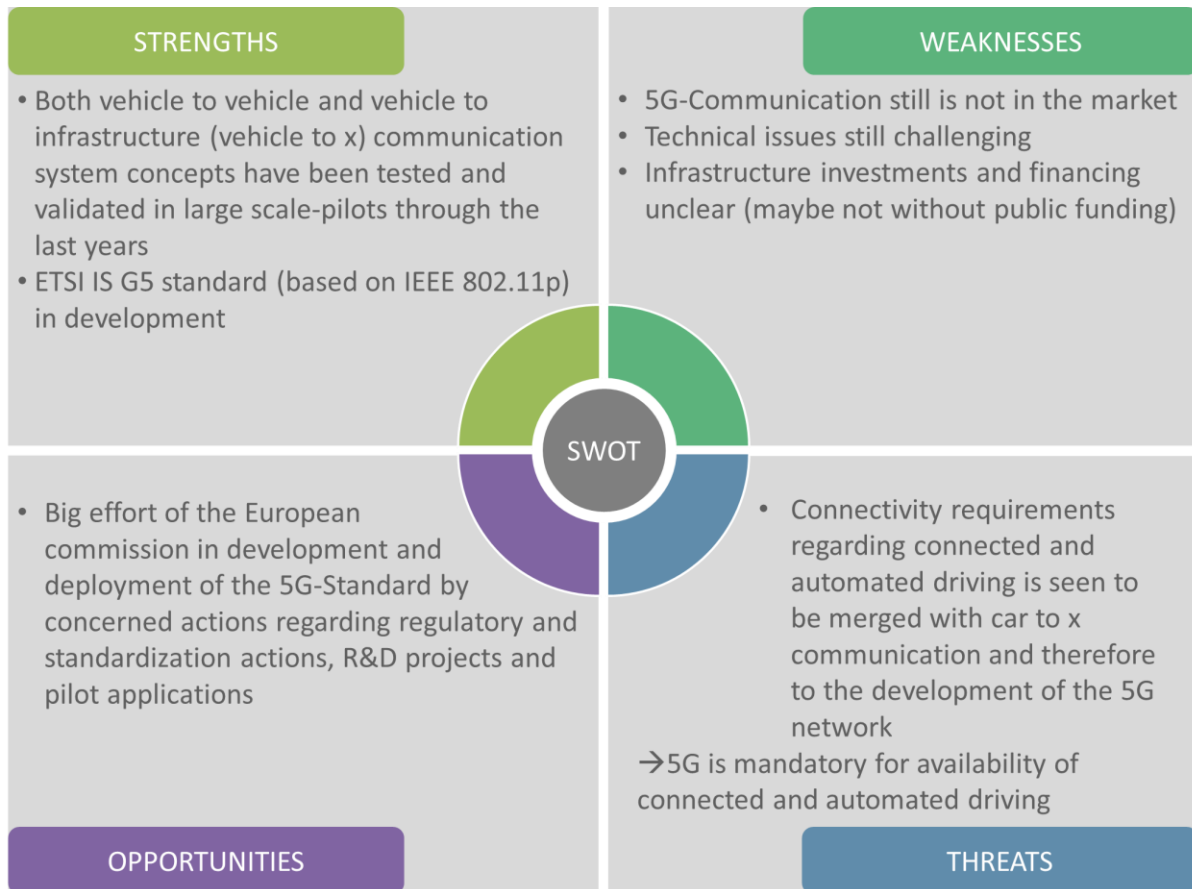 STRENGTHS
• Both vehicle to vehicle and vehicle to
infrastructure (vehicle to x) communication
system concepts have been tested and
validated in large scale-pilots through the
last years
• ETSI IS G5 standard (based on IEEE 802.11p)
in development
WEAKNESSES
• 5G-Communication still is not in the market
• Technical issues still challenging
• Infrastructure investments and financing
unclear (maybe not without public funding)
SWOT
• Big effort of the European
commission in development and
deployment of the 5G-Standard by
concerned actions regarding regulatory and
standardization actions, R&D projects and
pilot applications
OPPORTUNITIES
• Connectivity requirements
regarding connected and
automated driving is seen to
be merged with car to x
communication and therefore
to the development of the 5G
network
→5G is mandatory for availability of
connected and automated driving
THREATS